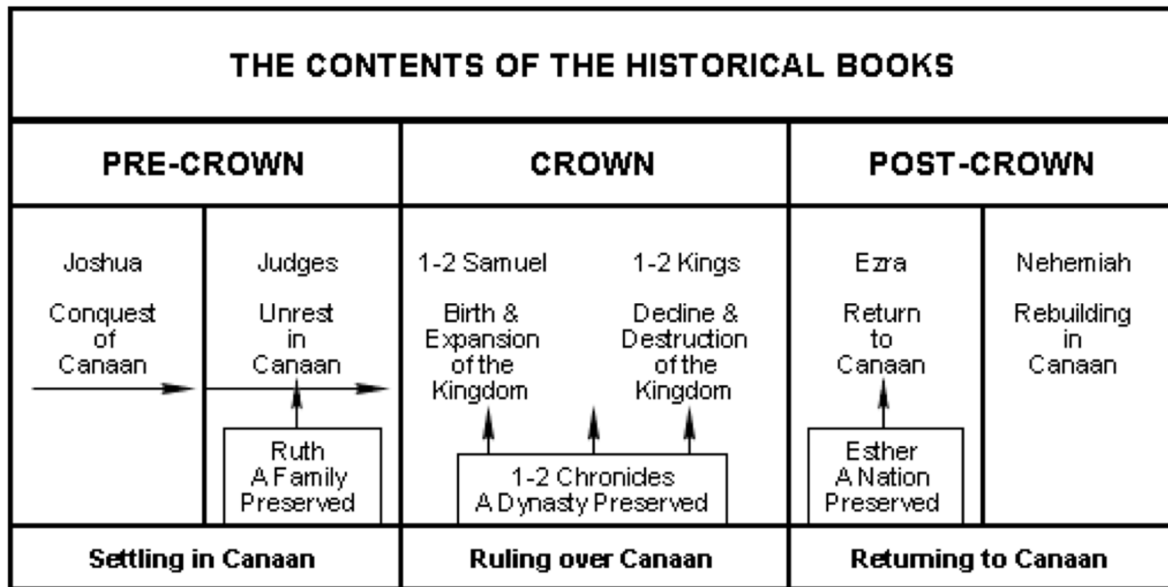 THE CONTENTS OF THE HISTORICAL BOOKS
PRE-CROWN
CROWN
POST-CROWN
Joshua
Conquest
of
Canaan
Judges
Unrest
in
Canaan
Ruth
A Family
Preserved
1-2 Samuel
Birth &
Expansion
of the
Kingdom
1-2 Kings
Decline &
Destruction
of the
Kingdom
1-2 Chronicles
A Dynasty Preserved
Ezra
Return
to
Canaan
Esther
A Nation
Preserved
Nehemiah
Rebuilding
in
Canaan
Settling in Canaan
Ruling over Canaan
Returning to Canaan